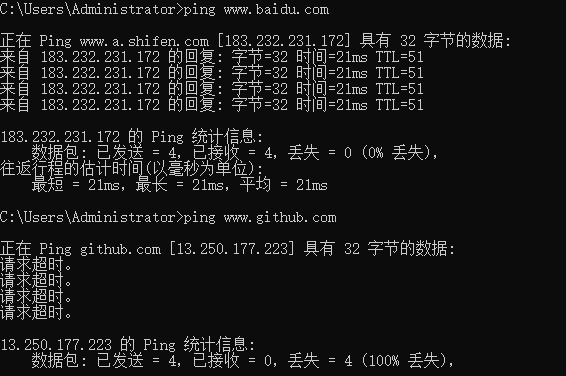 C:\Users\Administrator>ping www.baidu.com
正在 Ping www.a.shifen.com [183.232.231.172] 具有 32 字节的数据:
来自 183.232.231.172 的回复: 字节=32 时间=21ms TTL=51
来自 183.232.231.172 的回复: 字节=32 时间=21ms TTL=51
来自 183.232.231.172 的回复: 字节=32 时间=21ms TTL=51
来自 183.232.231.172 的回复: 字节=32 时间=21ms TTL=51
183.232.231.172 的 Ping 统计信息:
数据包: 已发送 = 4, 已接收 = 4, 丢失 = 0 (0% 丢失),
往返行程的估计时间(以毫秒为单位):
最短 = 21ms, 最长 = 21ms, 平均 = 21ms
C:\Users\Administrator>ping www.github.com
正在 Ping github.com [13.250.177.223] 具有 32 字节的数据:
请求超时。
请求超时。
请求超时。
请求超时。
13.250.177.223 的 Ping 统计信息:
数据包: 已发送 = 4, 已接收 = 0, 丢失 = 4 (100% 丢失),